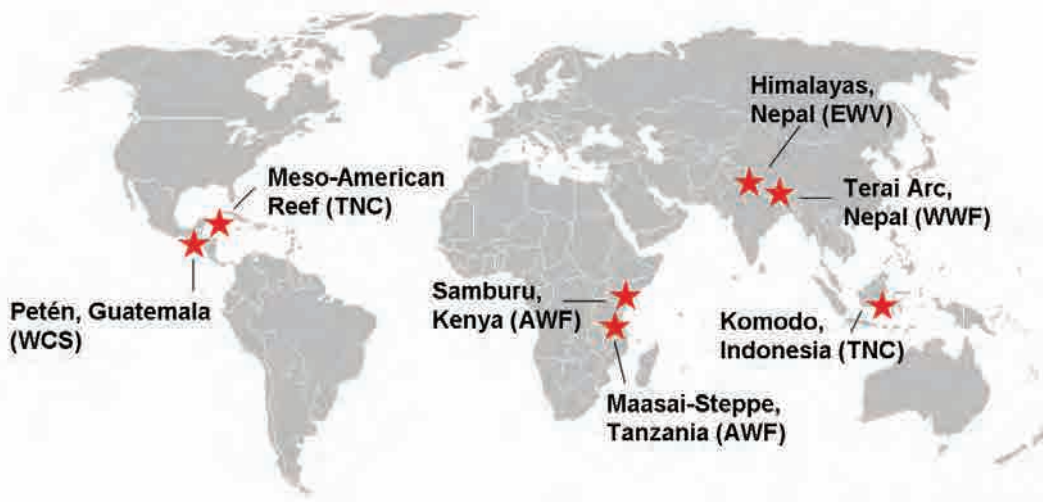 Himalayas,
Nepal (EWV)
Meso-American
Reef (TNC)
Terai Arc,
Nepal (WWF)
Samburu,
Kenya (AWF)
Petén, Guatemala
(WCS)
Komodo,
Indonesia (TNC)
Maasai-Steppe,
Tanzania (AWF)